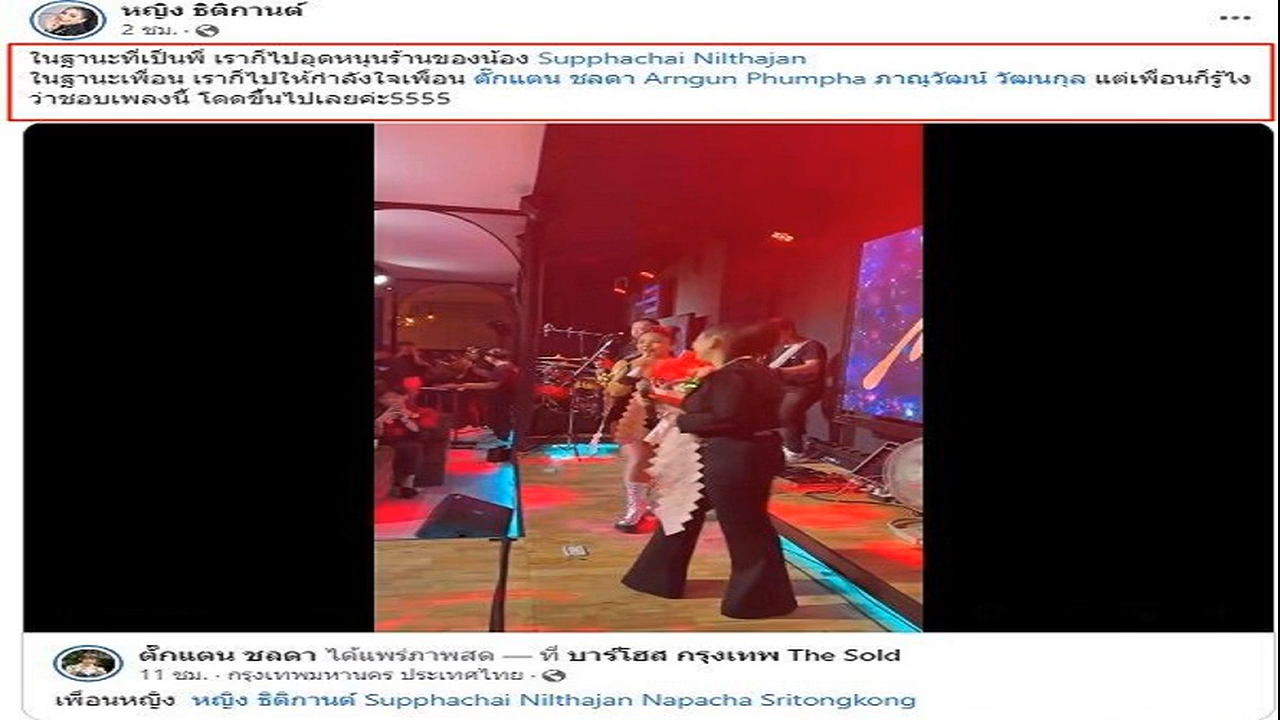 หญิง ธิติกานต์
2 ชม. ·
ในฐานะที่เป็นพี่ เราก็ไปอุดหนุนร้านของน้อง Supphachai Nilthajan
ในฐานะเพื่อน เราก็ไปให้กำลังใจเพื่อน ตั๊กแตน ชลดา Arngun Phumpha ภาณุวัฒน์ วัฒนกุล แต่เพื่อนก็รู้ไง
ว่าชอบเพลงนี้ โดดขึ้นไปเลยค่ะ5555
ตั๊กแตน ชลดา ได้แพร่ภาพสด — ที่ บาร์โฮส กรุงเทพ The Sold
11 ชม. · กรุงเทพมหานคร ประเทศไทย ·
เพื่อนหญิง หญิง ธิติกานต์ Supphachai Nilthajan Napacha Sritongkong